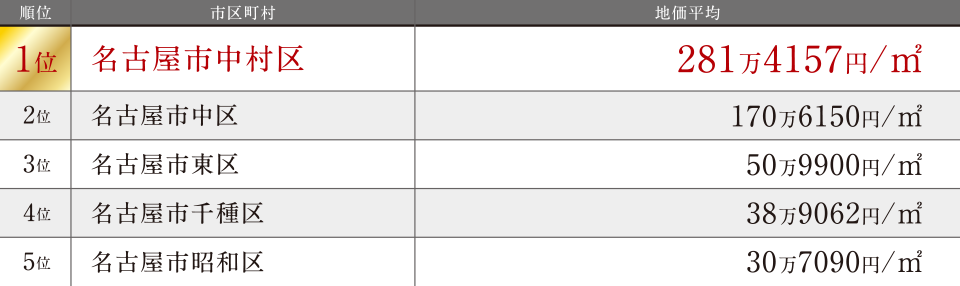 順位 市区町村 地価平均
1位 名古屋市中村区 281万4157円/㎡
2位 名古屋市中区 170万6150円/㎡
3位 名古屋市東区 50万9900円/㎡
4位 名古屋市千種区 38万9062円/㎡
5位 名古屋市昭和区 30万7090円/㎡